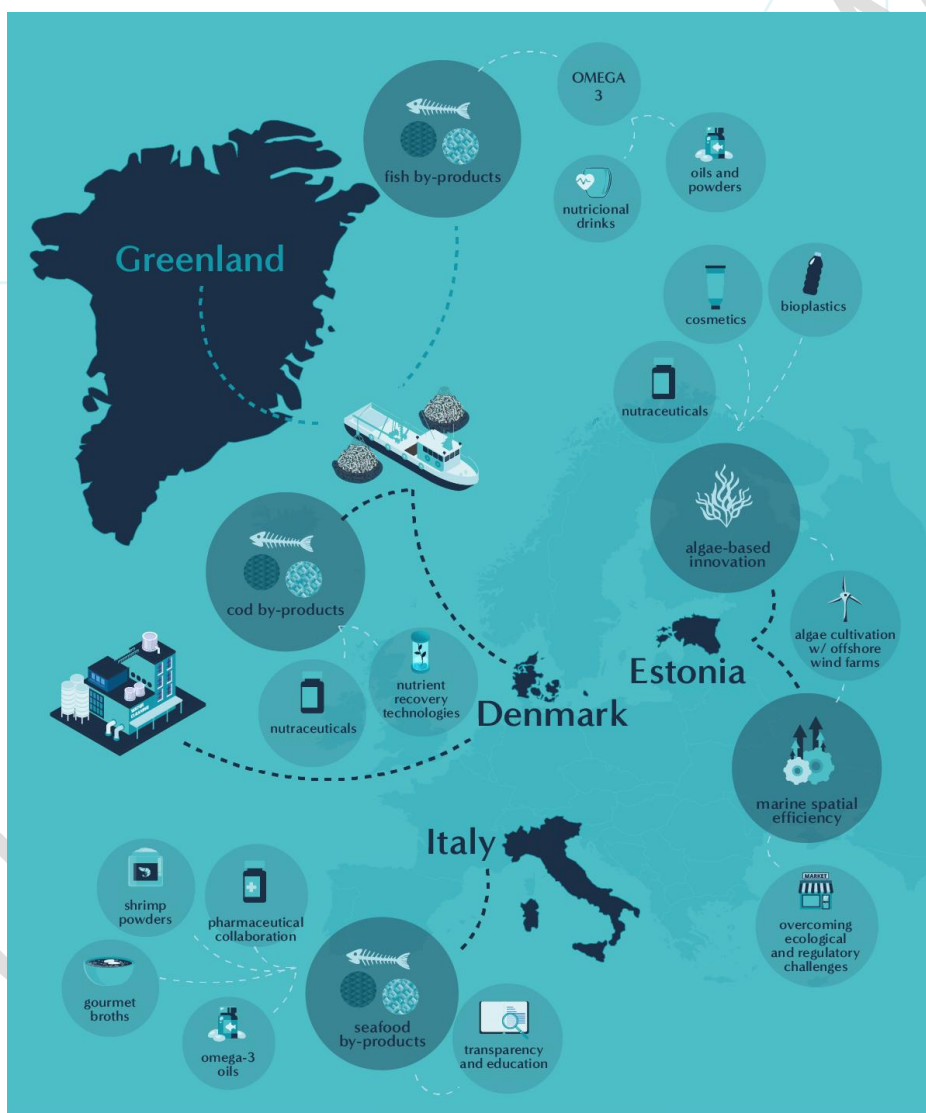 OMEGA
3
fish by-products
oils and
powders
nutricional
drinks
Greenland
cosmetics
bioplastics
nutraceuticals
algae-based
innovation
cod by-products
algae cultivation
w/ offshore
wind farms
Estonia
nutrient
recovery
technologies
nutraceuticals
Denmark
marine spatial
efficiency
Italy
shrimp
powders
pharmaceutical
collaboration
MARKET
overcoming
ecological
and regulatory
challenges
gourmet
broths
seafood
by-products
omega-3
oils
transparency
and education